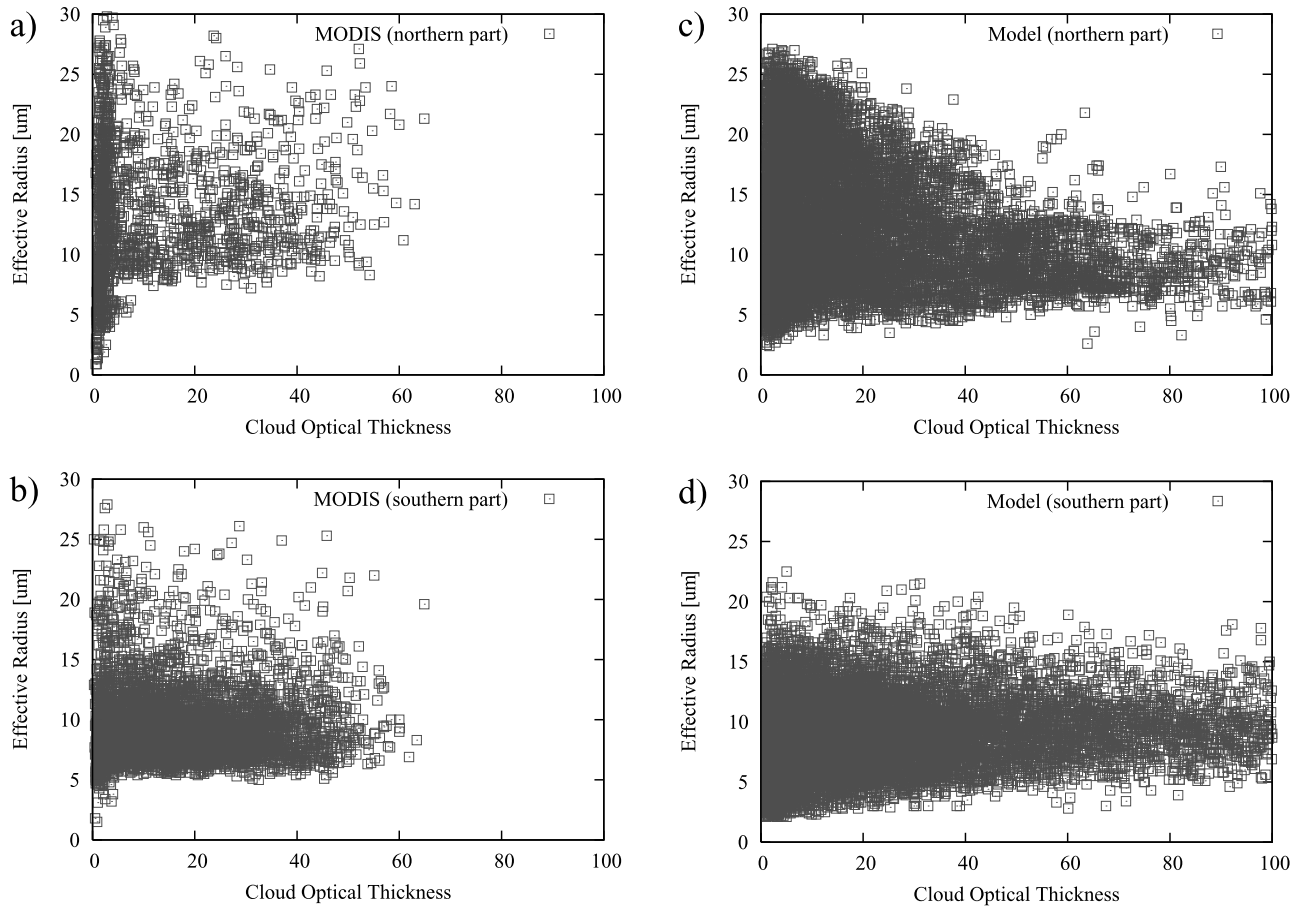 a)
MODIS (northern part)
Effective Radius [um]
30
25
20
15
10
5
0
0 20 40 60 80 100
Cloud Optical Thickness
c)
Model (northern part)
Effective Radius [um]
30
25
20
15
10
5
0
0 20 40 60 80 100
Cloud Optical Thickness
b)
MODIS (southern part)
Effective Radius [um]
30
25
20
15
10
5
0
0 20 40 60 80 100
Cloud Optical Thickness
d)
Model (southern part)
Effective Radius [um]
30
25
20
15
10
5
0
0 20 40 60 80 100
Cloud Optical Thickness